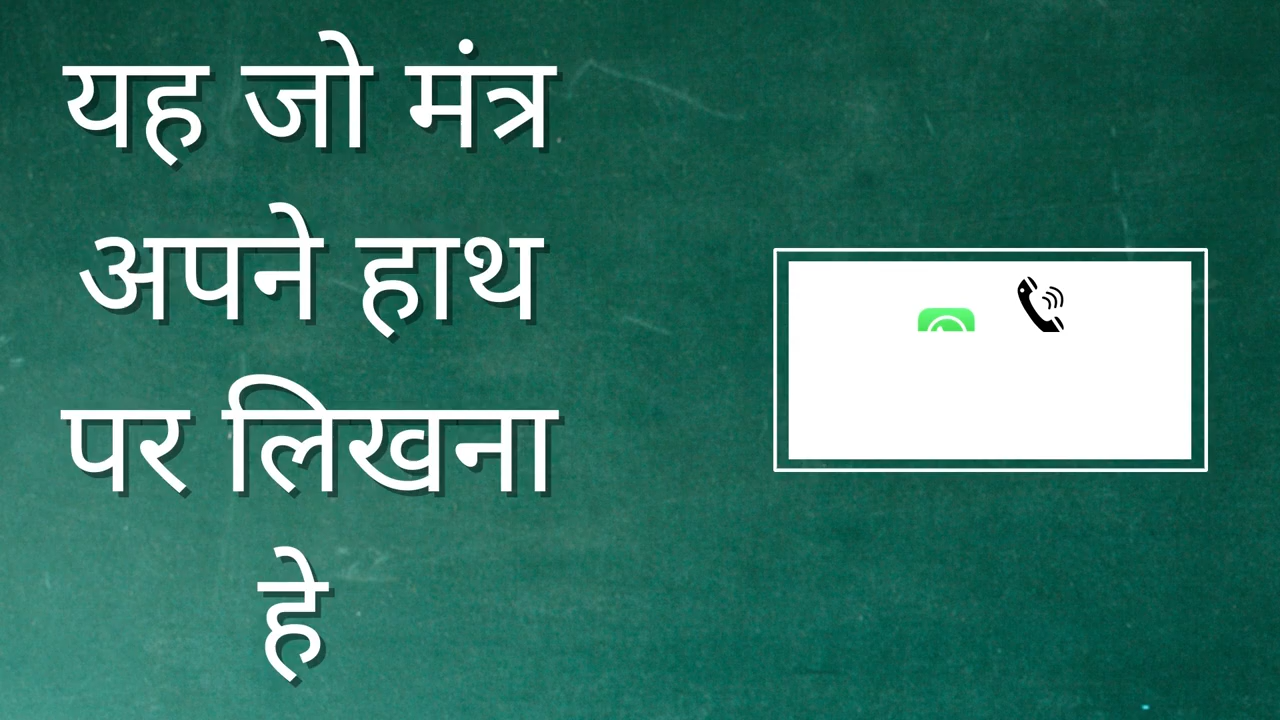 यह जो मंत्र
अपने हाथ
पर लिखना
हे